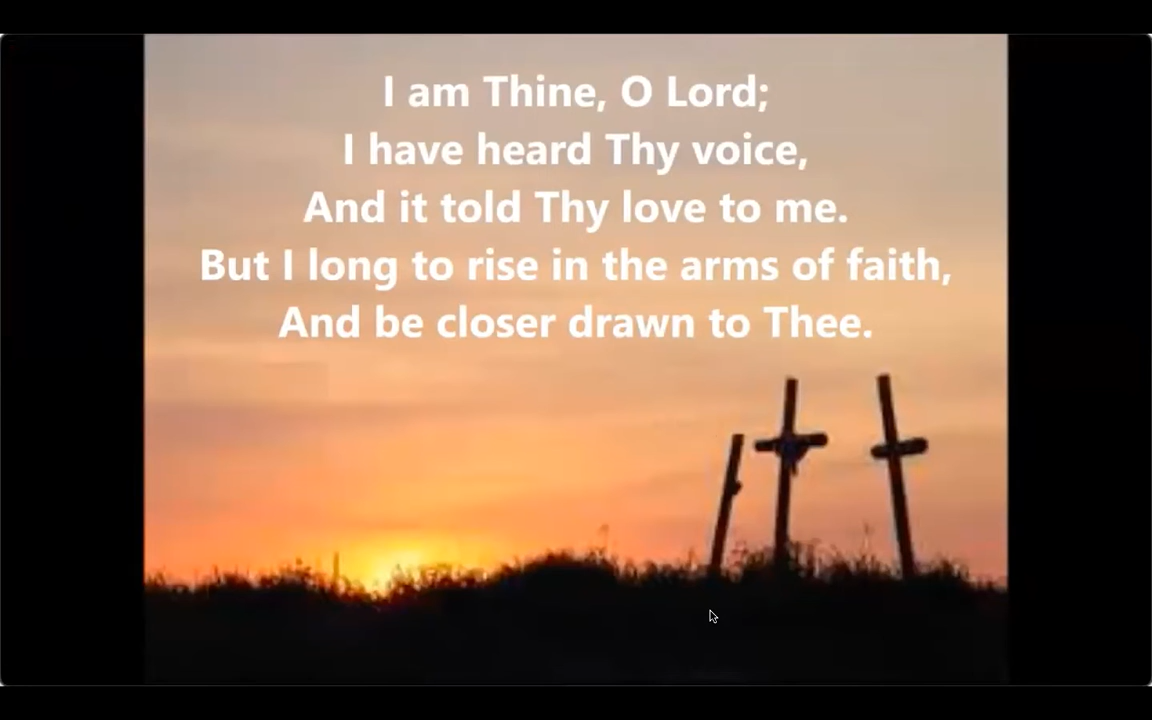 I am Thine, O Lord;
I have heard Thy voice,
And it told Thy love to me.
But I long to rise in the arms of faith,
And be closer drawn to Thee.